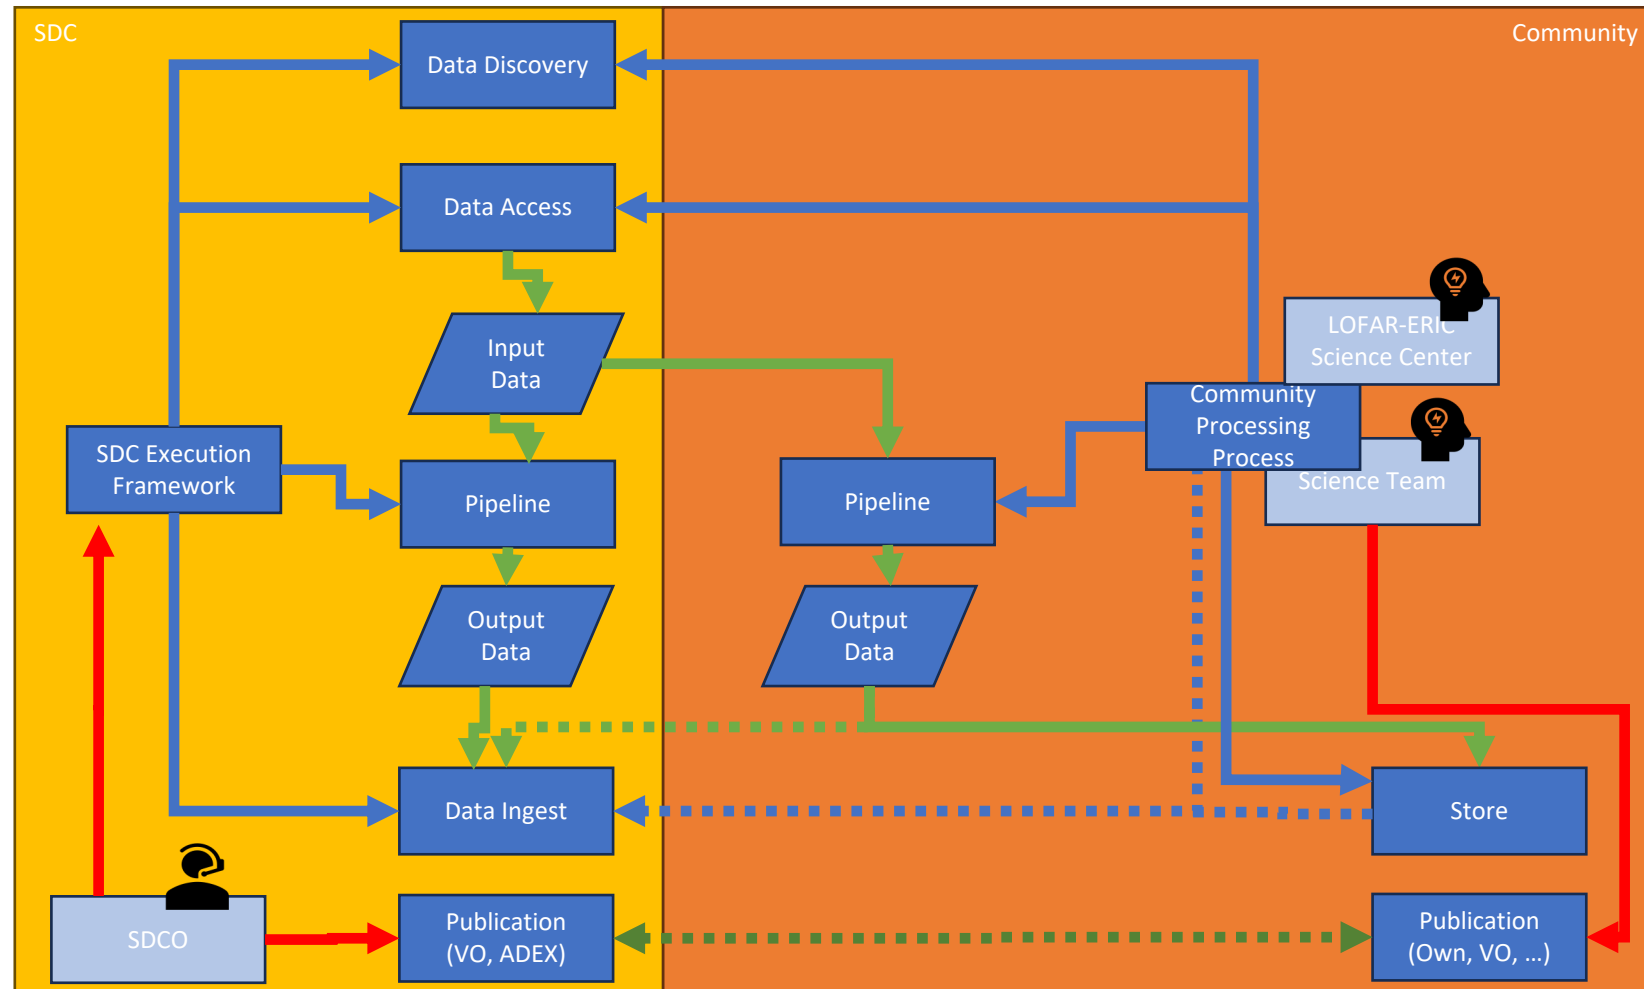 SDC
Community
Data Discovery
Data Access
Input
Data
LOFAR-ERIC
Science Center
Community
Processing
Process
SDC Execution
Framework
Pipeline
Pipeline
Science Team
Output
Data
Output
Data
Data Ingest
Store
SDCO
Publication
(VO, ADEX)
Publication
(Own, VO, ...)